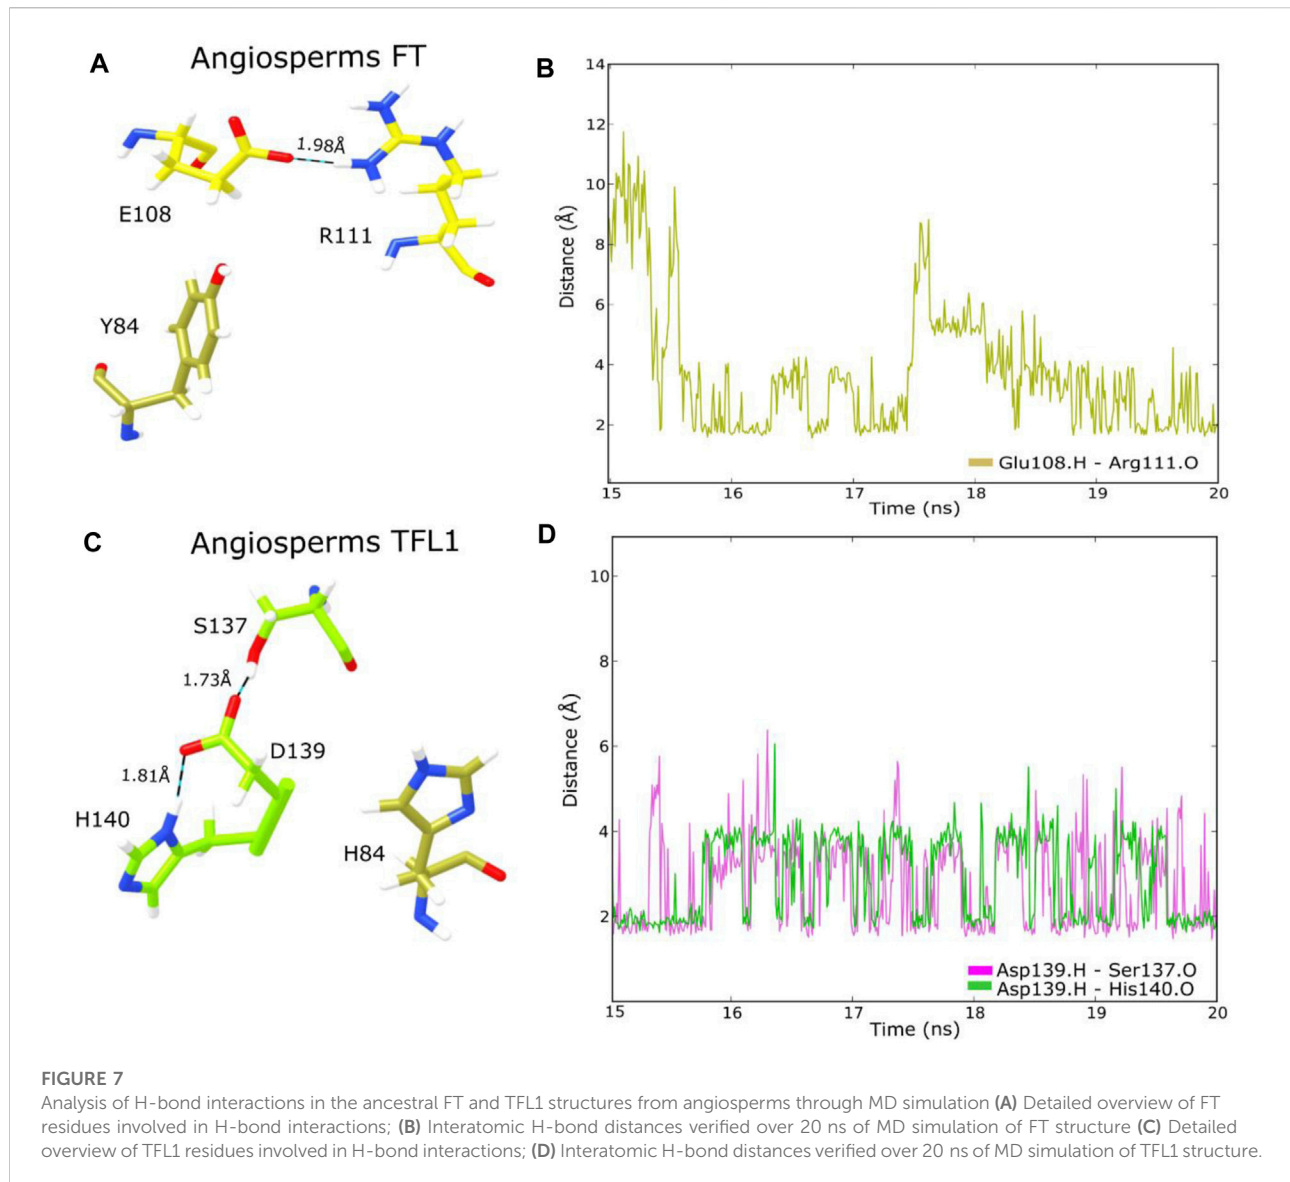 A
Angiosperms FT
1.98Å
E108
R111
Y84
B
14
12
10
8
6
4
2
Distance (Å)
Glu108.H - Arg111.O
15
16
17
18
19
20
Time (ns)
C
Angiosperms TFL1
S137
1.73Å
D139
1.81Å
H140
H84
D
10
8
6
4
2
Distance (Å)
Asp139.H - Ser137.O
Asp139.H - His140.O
15
16
17
18
19
20
Time (ns)
FIGURE 7
Analysis of H-bond interactions in the ancestral FT and TFL1 structures from angiosperms through MD simulation (A) Detailed overview of FT
residues involved in H-bond interactions; (B) Interatomic H-bond distances verified over 20 ns of MD simulation of FT structure (C) Detailed
overview of TFL1 residues involved in H-bond interactions; (D) Interatomic H-bond distances verified over 20 ns of MD simulation of TFL1 structure.